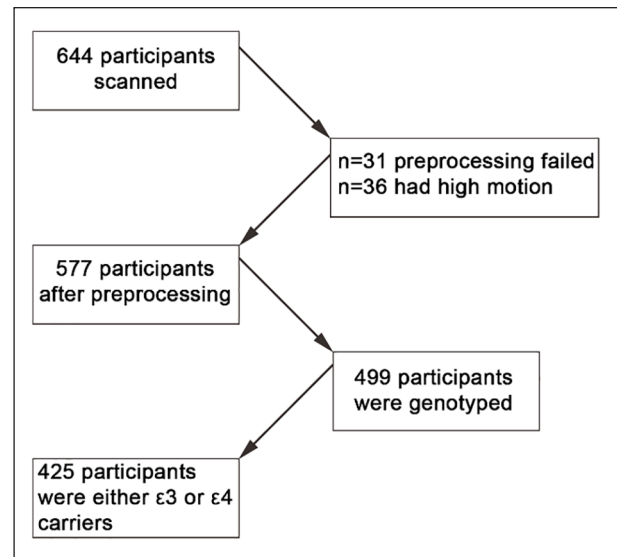 644 participants
scanned
n=31 preprocessing failed
n=36 had high motion
577 participants
after preprocessing
499 participants
were genotyped
425 participants
were either ε3 or ε4
carriers